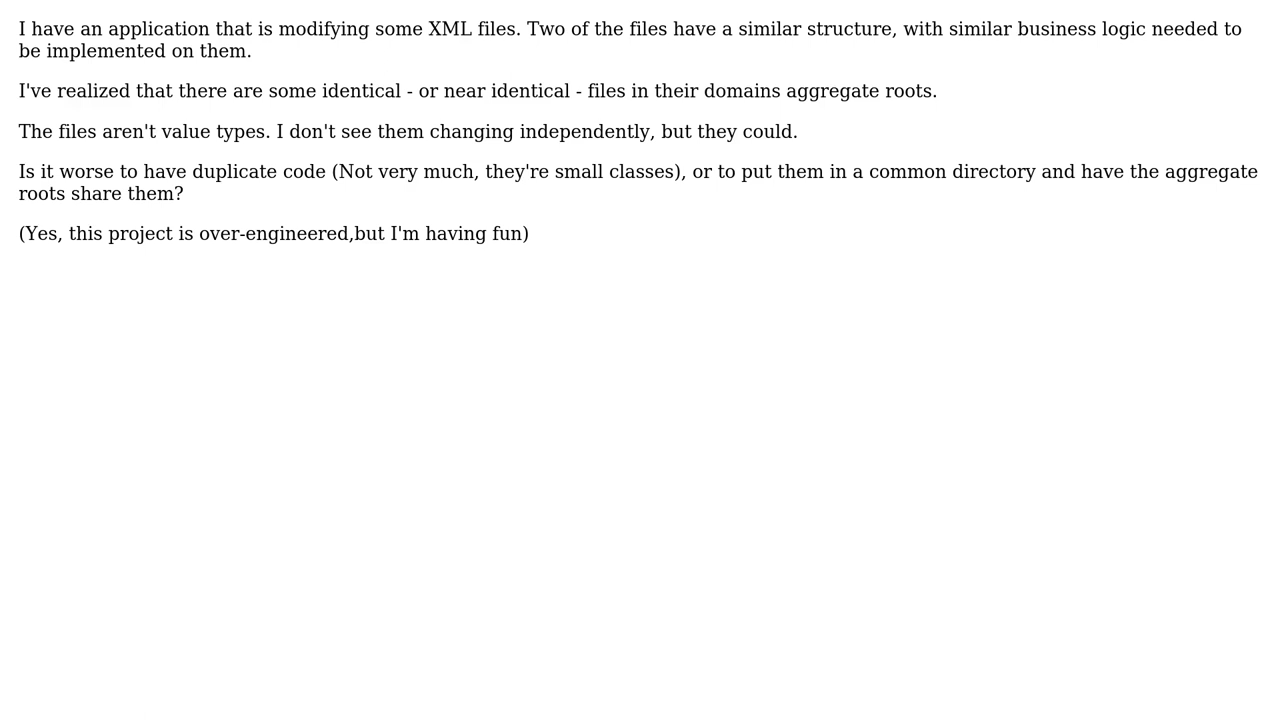 I have an application that is modifying some XML files. Two of the files have a similar structure, with similar business logic needed to
be implemented on them.
I've realized that there are some identical - or near identical - files in their domains aggregate roots.
The files aren't value types. I don't see them changing independently, but they could.
Is it worse to have duplicate code (Not very much, they're small classes), or to put them in a common directory and have the aggregate
roots share them?
(Yes, this project is over-engineered,but I'm having fun)